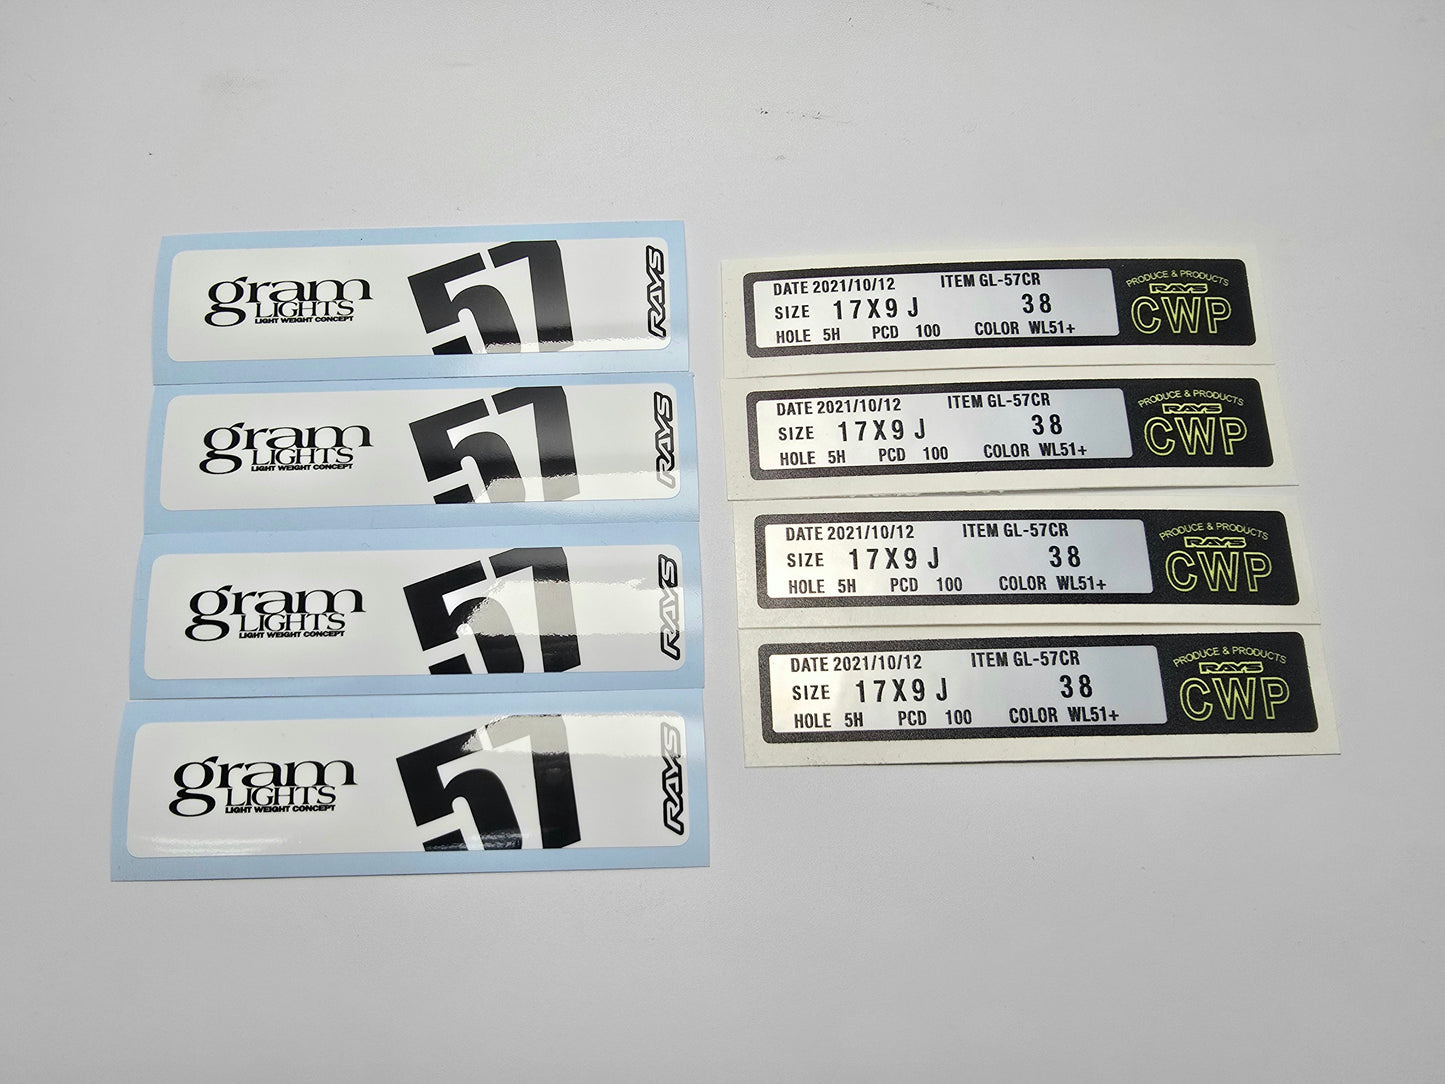 gram
LIGHTS
LIGHT WEIGHT CONCEPT
57
RAYS
gram
LIGHTS
LIGHT WEIGHT CONCEPT
57
RAYS
gram
LIGHTS
LIGHT WEIGHT CONCEPT
57
RAYS
gram
LIGHTS
LIGHT WEIGHT CONCEPT
57
RAYS
DATE 2021/10/12 ITEM GL-57CR
SIZE 17X9 J 38
HOLE 5H PCD 100 COLOR WL51+
PRODUCE & PRODUCTS
RAYS
CWP
DATE 2021/10/12 ITEM GL-57CR
SIZE 17X9 J 38
HOLE 5H PCD 100 COLOR WL51+
PRODUCE & PRODUCTS
RAYS
CWP
DATE 2021/10/12 ITEM GL-57CR
SIZE 17X9 J 38
HOLE 5H PCD 100 COLOR WL51+
PRODUCE & PRODUCTS
RAYS
CWP
DATE 2021/10/12 ITEM GL-57CR
SIZE 17X9 J 38
HOLE 5H PCD 100 COLOR WL51+
PRODUCE & PRODUCTS
RAYS
CWP